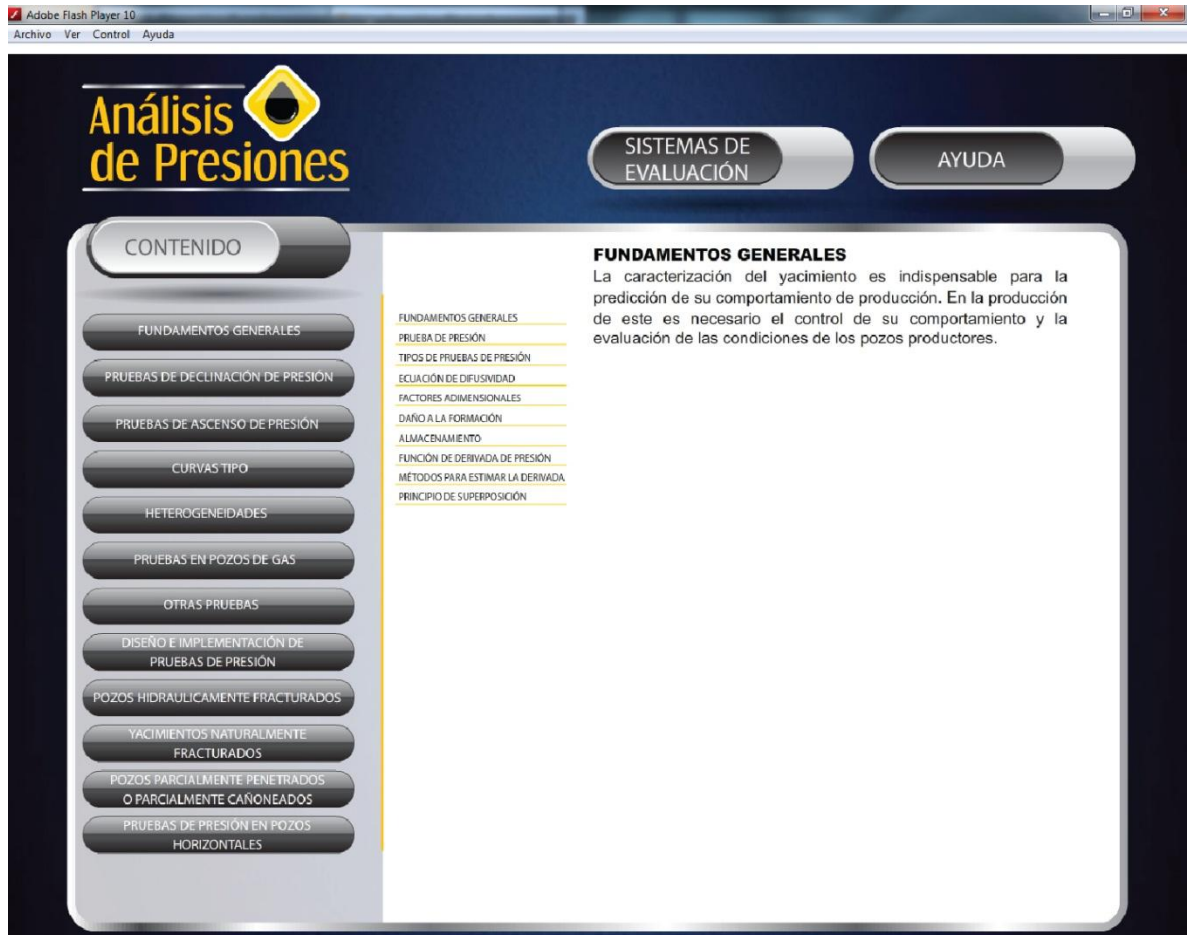 Adobe Flash Player 10
Archivo Ver Control Ayuda
Análisis
de Presiones
SISTEMAS DE
EVALUACIÓN
AYUDA
CONTENIDO
FUNDAMENTOS GENERALES
PRUEBAS DE DECLINACIÓN DE PRESIÓN
PRUEBAS DE ASCENSO DE PRESIÓN
CURVAS TIPO
HETEROGENEIDADES
PRUEBAS EN POZOS DE GAS
OTRAS PRUEBAS
DISEÑO E IMPLEMENTACIÓN DE
PRUEBAS DE PRESIÓN
POZOS HIDRAULICAMENTE FRACTURADOS
YACIMIENTOS NATURALMENTE
FRACTURADOS
POZOS PARCIALMENTE PENETRADOS
O PARCIALMENTE CAÑONEADOS
PRUEBAS DE PRESIÓN EN POZOS
HORIZONTALES
FUNDAMENTOS GENERALES
PRUEBA DE PRESIÓN
TIPOS DE PRUEBAS DE PRESIÓN
ECUACIÓN DE DIFUSIVIDAD
FACTORES ADIMENSIONALES
DAÑO A LA FORMACIÓN
ALMACENAMIENTO
FUNCIÓN DE DERIVADA DE PRESIÓN
MÉTODOS PARA ESTIMAR LA DERIVADA
PRINCIPIO DE SUPERPOSICIÓN
FUNDAMENTOS GENERALES
La caracterización del yacimiento es indispensable para la
predicción de su comportamiento de producción. En la producción
de este es necesario el control de su comportamiento y la
evaluación de las condiciones de los pozos productores.